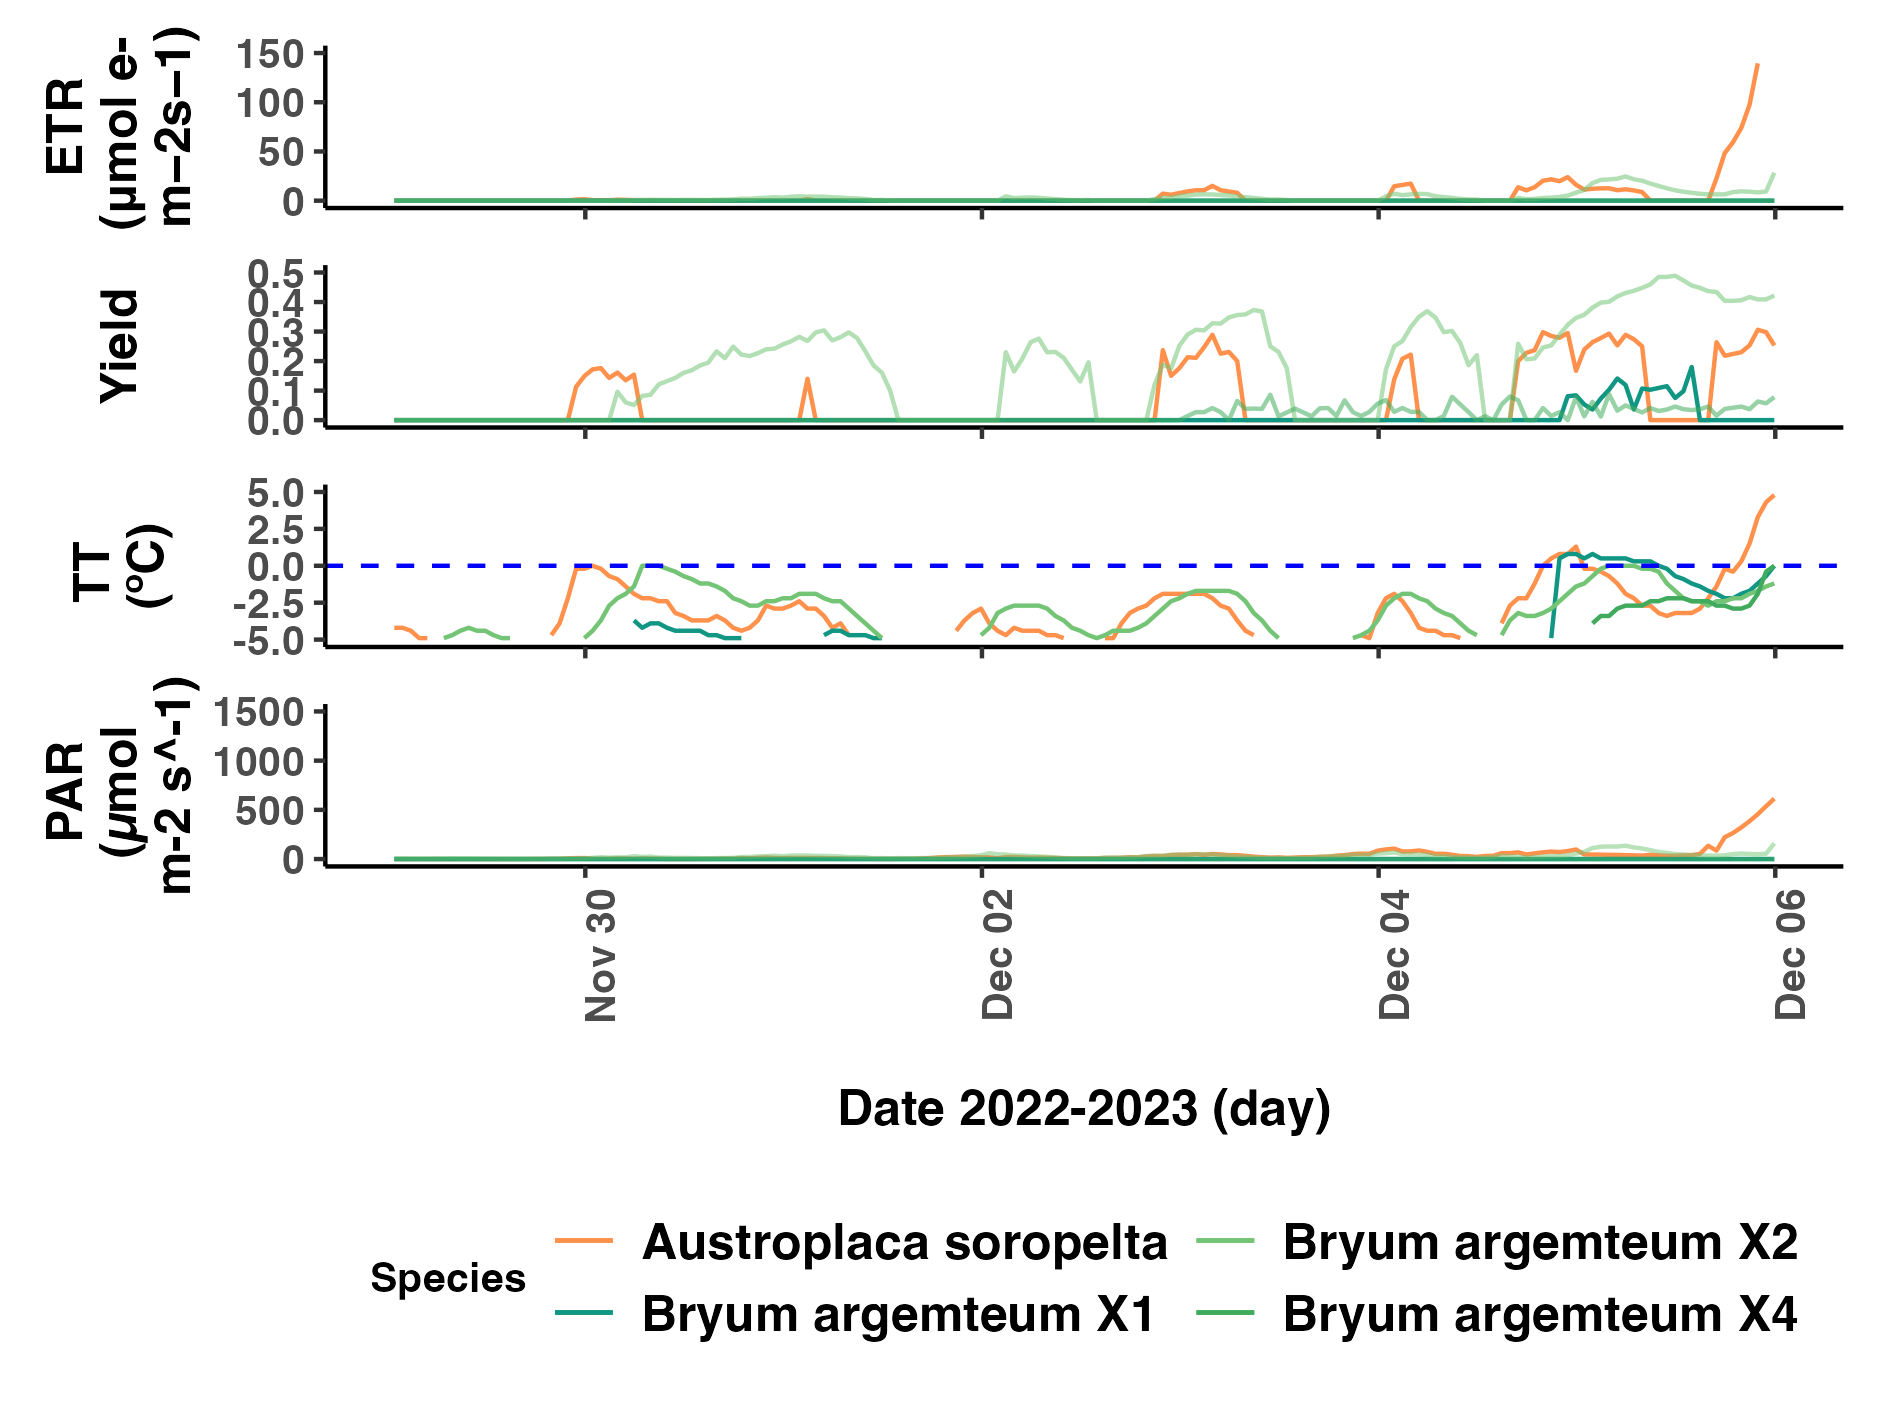 ETR
(µmol e-
m−2s−1)
150
100
50
0
Yield
0.5
0.4
0.3
0.2
0.1
0.0
TT
(°C)
5.0
2.5
0.0
-2.5
-5.0
PAR
(µmol
m-2 s^-1)
1500
1000
500
0
Nov 30
Dec 02
Dec 04
Dec 06
Date 2022-2023 (day)
Species
Austroplaca soropelta
Bryum argemteum X2
Bryum argemteum X1
Bryum argemteum X4